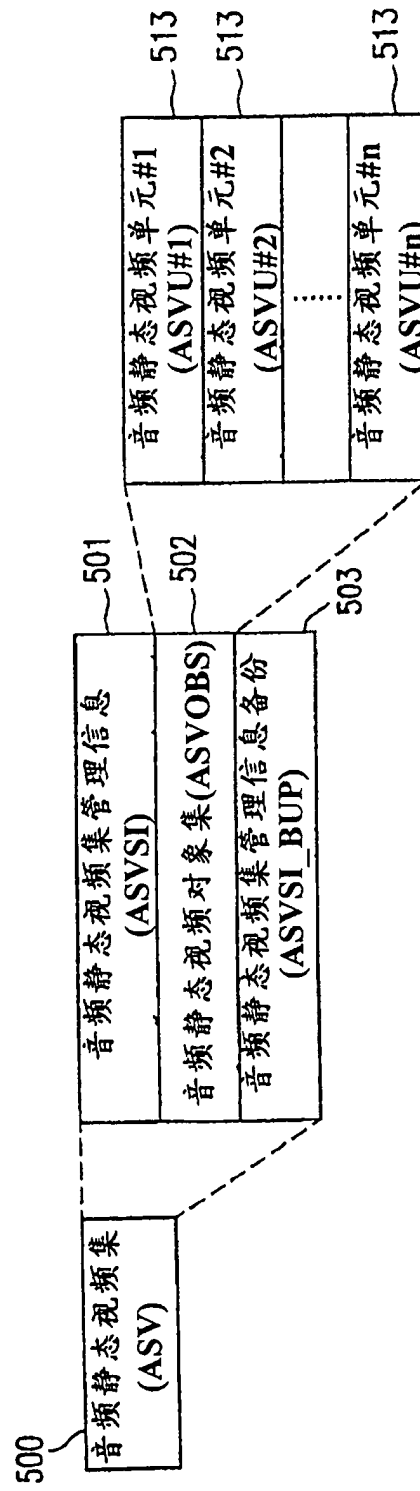 500
音频静态视频集
(ASV)
501
音频静态视频集管理信息
(ASVSI)
502
音频静态视频对象集(ASVOBS)
503
音频静态视频集管理信息备份
(ASVSI_BUP)
513
音频静态视频单元#1
(ASVU#1)
513
音频静态视频单元#2
(ASVU#2)
........
513
音频静态视频单元#n
(ASVU#n)